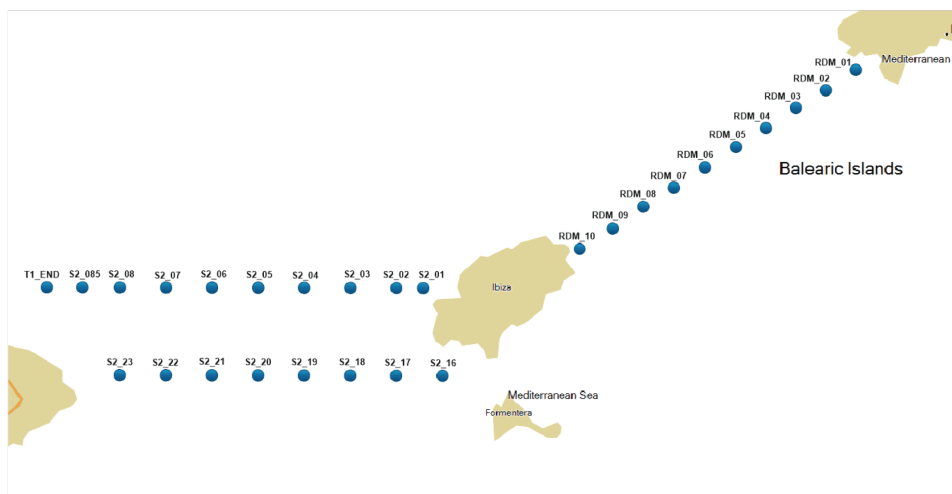 RDM_01
Mediterranean
RDM_02
RDM_03
RDM_04
RDM_05
RDM_06
Balearic Islands
RDM_07
RDM_08
RDM_09
RDM_10
T1_END S2_085 S2_08 S2_07 S2_06 S2_05 S2_04 S2_03 S2_02 S2_01
Ibiza
S2_23 S2_22 S2_21 S2_20 S2_19 S2_18 S2_17 S2_16
Mediterranean Sea
Formentera